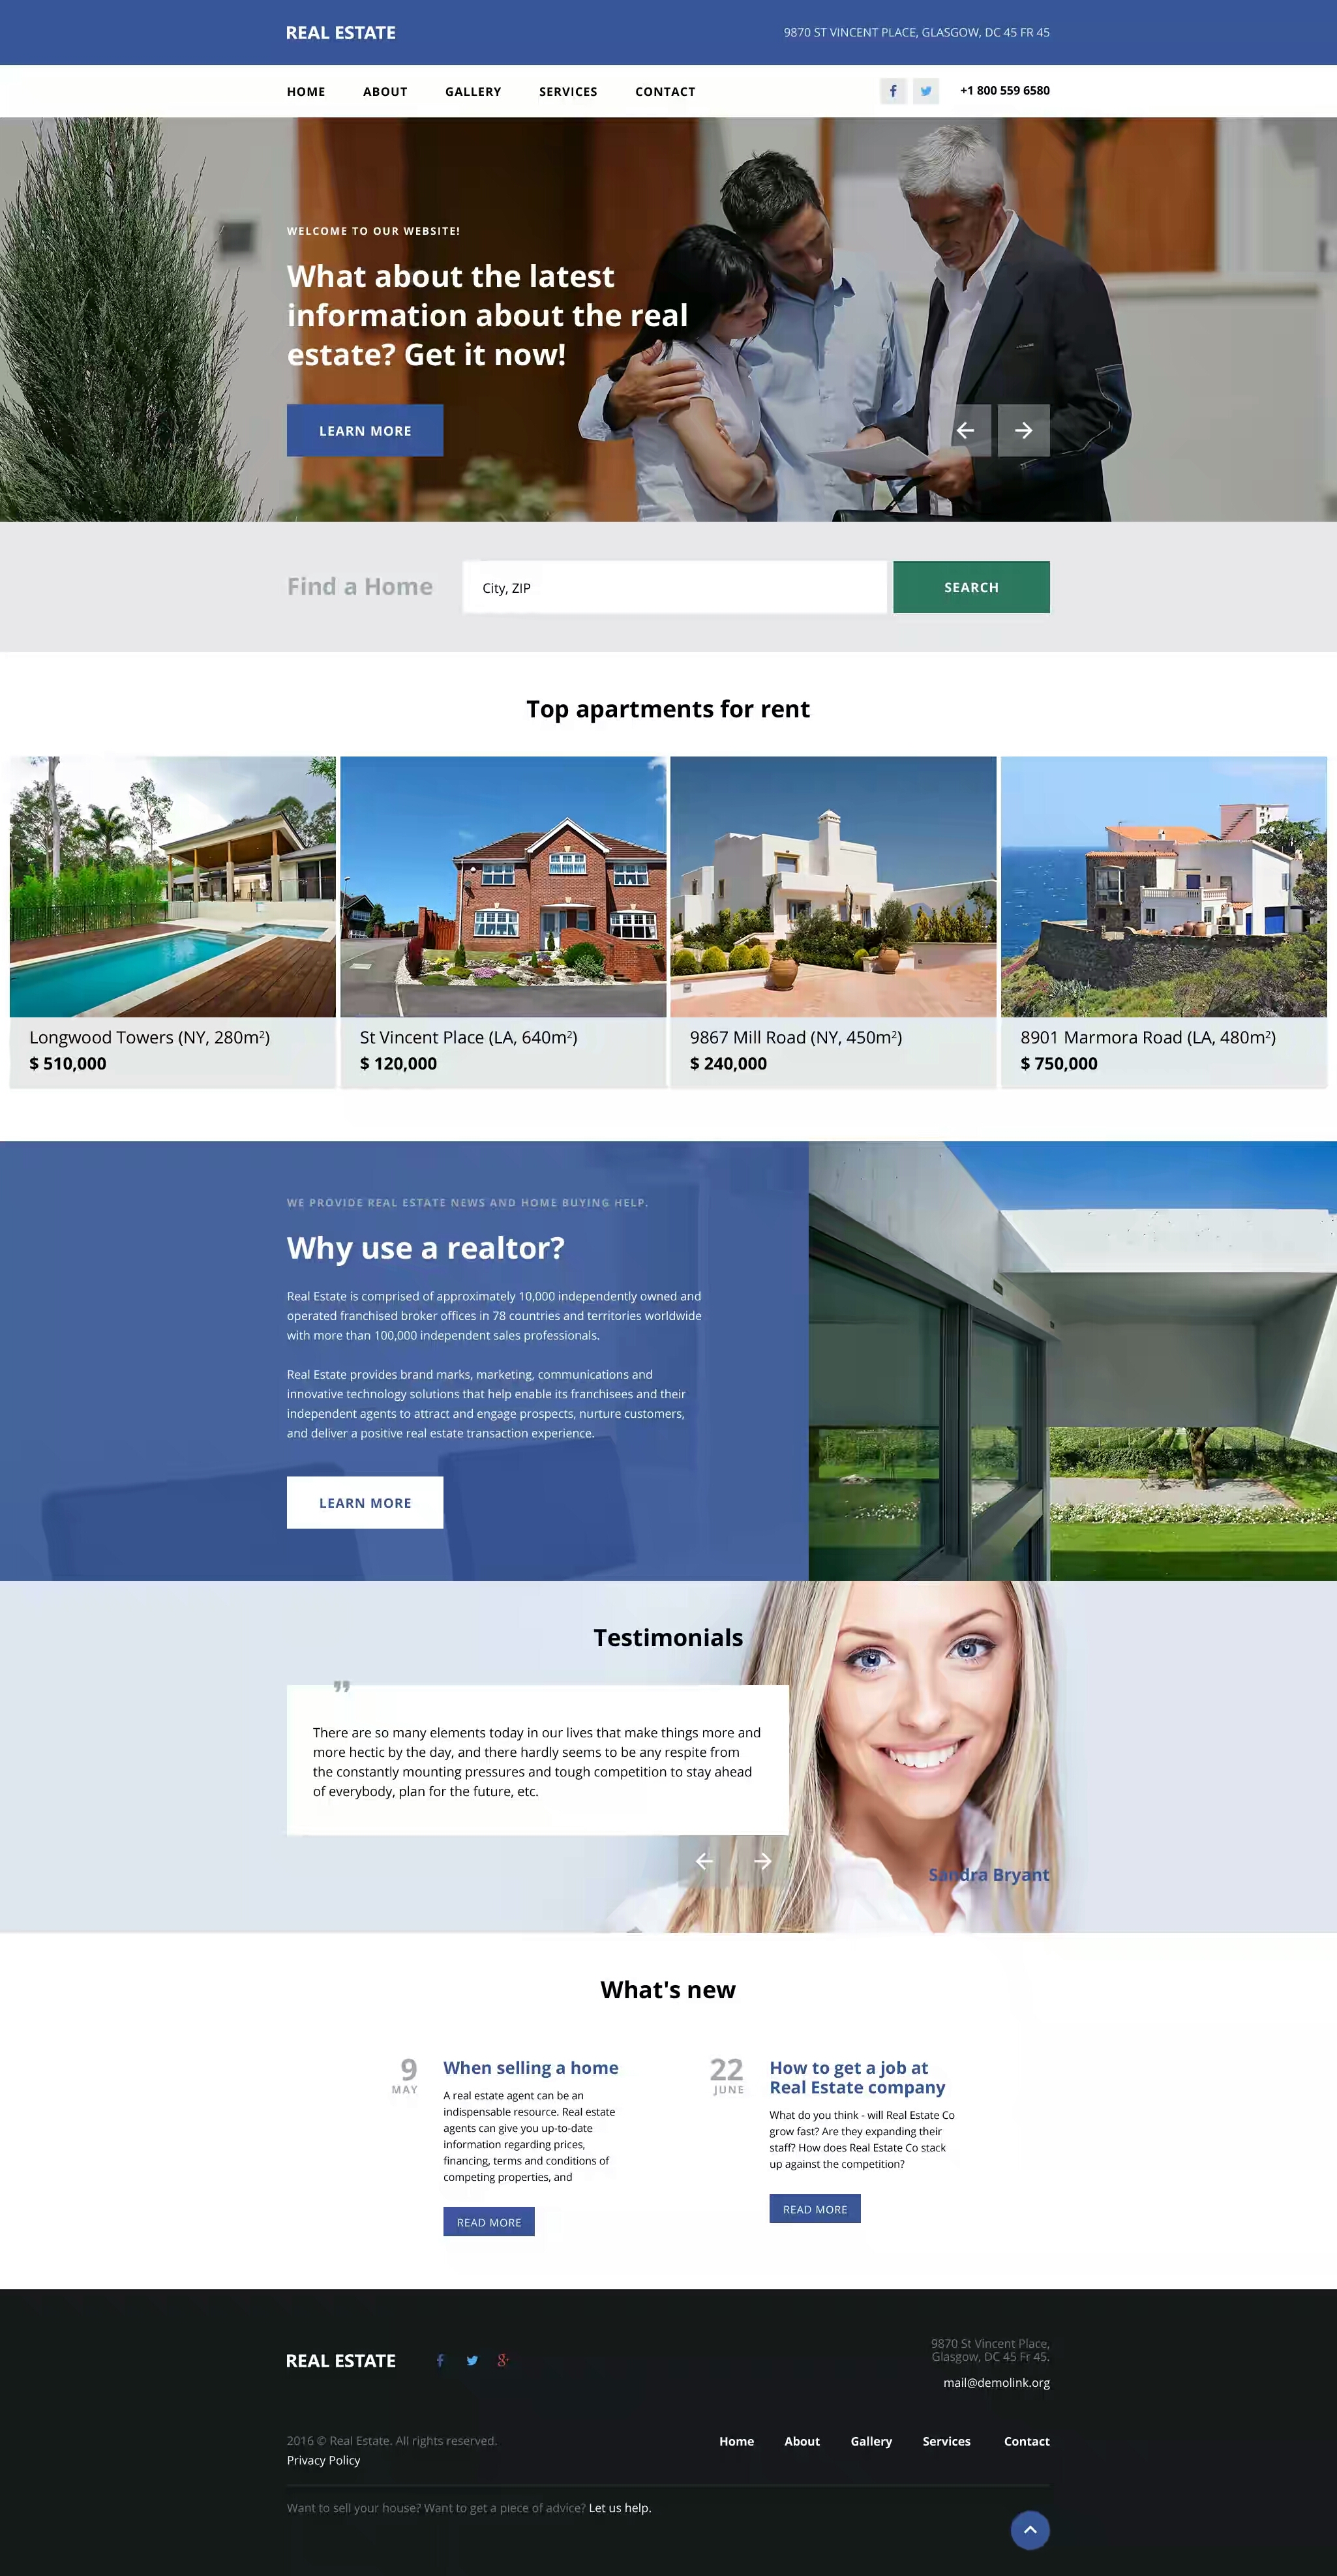 REAL ESTATE
9870 ST VINCENT PLACE, GLASGOW, DC 45 FR 45
HOME ABOUT GALLERY SERVICES CONTACT
+1 800 559 6580
WELCOME TO OUR WEBSITE!
What about the latest
information about the real
estate? Get it now!
LEARN MORE
Find a Home
City, ZIP
SEARCH
Top apartments for rent
Longwood Towers (NY, 280m²)
$ 510,000
St Vincent Place (LA, 640m²)
$ 120,000
9867 Mill Road (NY, 450m²)
$ 240,000
8901 Marmora Road (LA, 480m²)
$ 750,000
WE PROVIDE REAL ESTATE NEWS AND HOME BUYING HELP.
Why use a realtor?
Real Estate is comprised of approximately 10,000 independently owned and
operated franchised broker offices in 78 countries and territories worldwide
with more than 100,000 independent sales professionals.
Real Estate provides brand marks, marketing, communications and
innovative technology solutions that help enable its franchisees and their
independent agents to attract and engage prospects, nurture customers,
and deliver a positive real estate transaction experience.
LEARN MORE
Testimonials
There are so many elements today in our lives that make things more and
more hectic by the day, and there hardly seems to be any respite from
the constantly mounting pressures and tough competition to stay ahead
of everybody, plan for the future, etc.
Sandra Bryant
What's new
9
MAY
When selling a home
A real estate agent can be an
indispensable resource. Real estate
agents can give you up-to-date
information regarding prices,
financing, terms and conditions of
competing properties, and
READ MORE
22
JUNE
How to get a job at
Real Estate company
What do you think - will Real Estate Co
grow fast? Are they expanding their
staff? How does Real Estate Co stack
up against the competition?
READ MORE
REAL ESTATE
9870 St Vincent Place,
Glasgow, DC 45 Fr 45.
mail@demolink.org
2016 © Real Estate. All rights reserved.
Privacy Policy
Home About Gallery Services Contact
Want to sell your house? Want to get a piece of advice? Let us help.